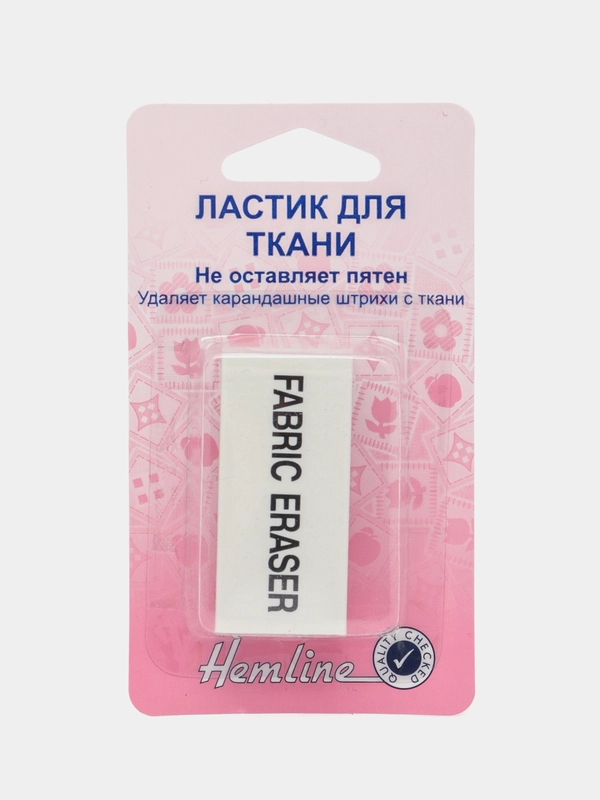 ЛАСТИК ДЛЯ
ТКАНИ
Не оставляет пятен
Удаляет карандашные штрихи с ткани
FABRIC ERASER
Hemline
QUALITY CHECKED